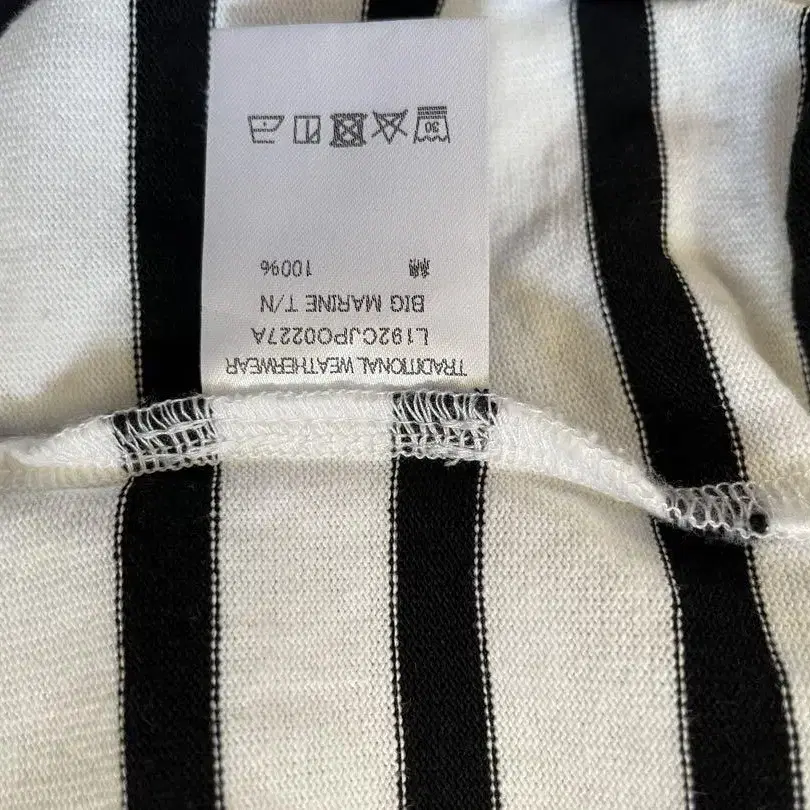 TRADITIONAL WEATHERWEAR
L192CJPO0227A
BIG MARINE T/N
綿 100%
30